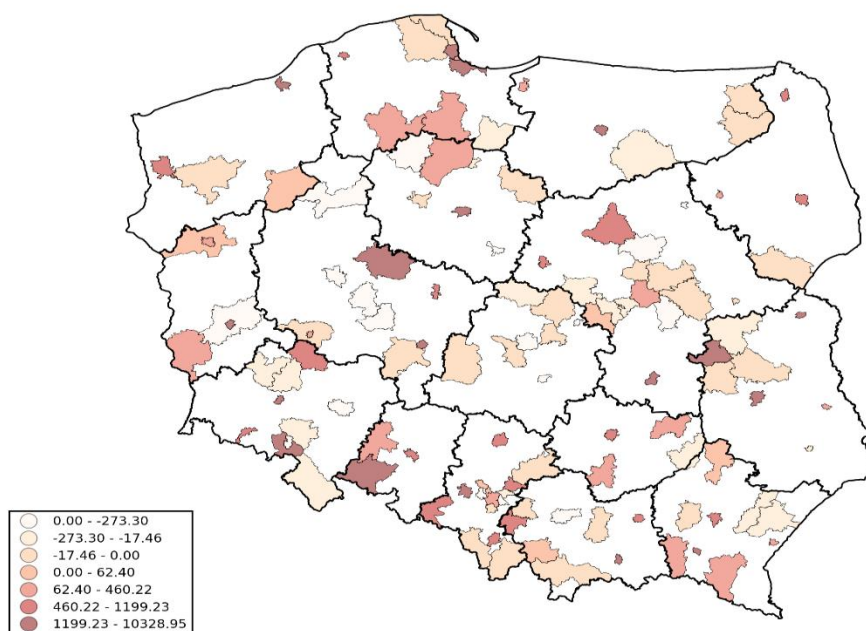 0.00 - -273.30
-273.30 - -17.46
-17.46 - 0.00
0.00 - 62.40
62.40 - 460.22
460.22 - 1199.23
1199.23 - 10328.95